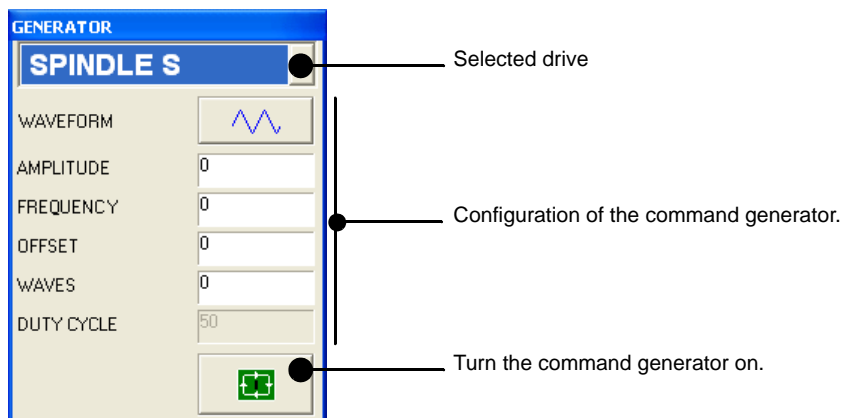 GENERATOR
SPINDLE S
Selected drive
WAVEFORM
AMPLITUDE 0
FREQUENCY 0
Configuration of the command generator.
OFFSET 0
WAVES 0
DUTY CYCLE 50
Turn the command generator on.